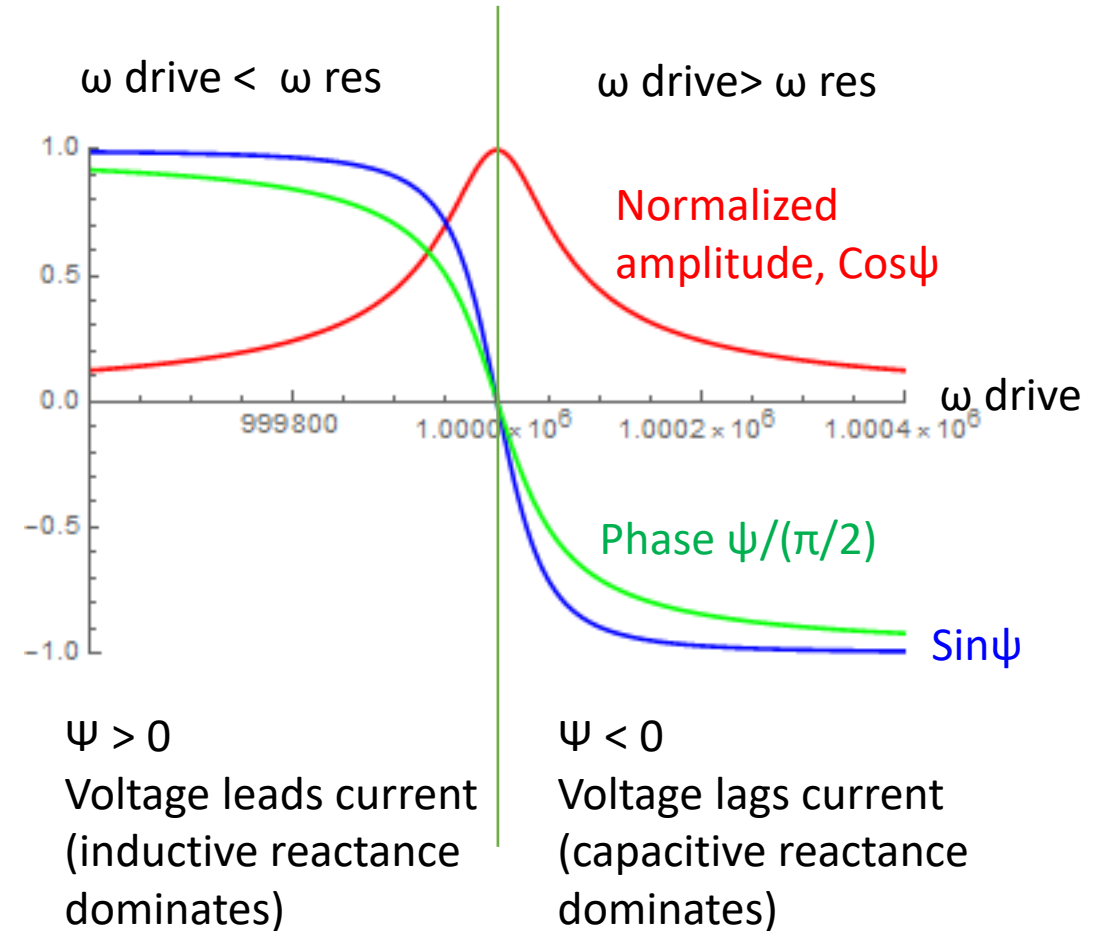 ω drive < ω res
ω drive> ω res
1.0
0.5
0.0
−0.5
−1.0
Normalized
amplitude, Cosψ
ω drive
999800
1.0000 × 10⁶
1.0002 × 10⁶
1.0004 × 10⁶
Phase ψ/(π/2)
Sinψ
Ψ > 0
Voltage leads current
(inductive reactance
dominates)
Ψ < 0
Voltage lags current
(capacitive reactance
dominates)